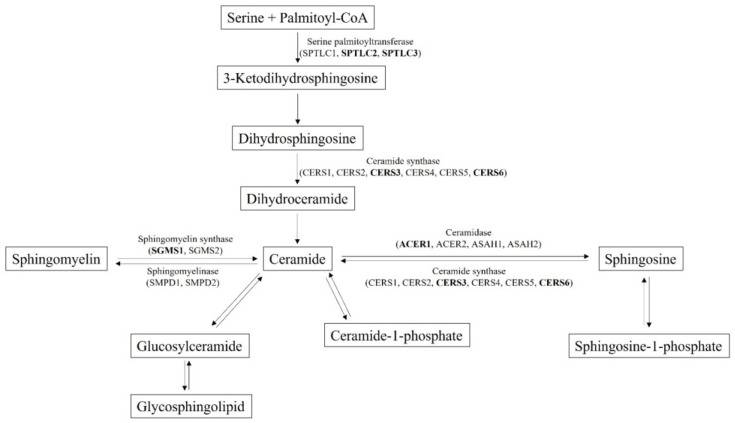 Serine + Palmitoyl-CoA
Serine palmitoyltransferase
(SPTLC1, SPTLC2, SPTLC3)
3-Ketodihydrosphingosine
Dihydrosphingosine
Ceramide synthase
(CERS1, CERS2, CERS3, CERS4, CERS5, CERS6)
Dihydroceramide
Sphingomyelin synthase
(SGMS1, SGMS2)
Ceramidase
(ACER1, ACER2, ASAH1, ASAH2)
Sphingomyelin
Ceramide
Sphingosine
Sphingomyelinase
(SMPD1, SMPD2)
Ceramide synthase
(CERS1, CERS2, CERS3, CERS4, CERS5, CERS6)
Glucosylceramide
Ceramide-1-phosphate
Sphingosine-1-phosphate
Glycosphingolipid